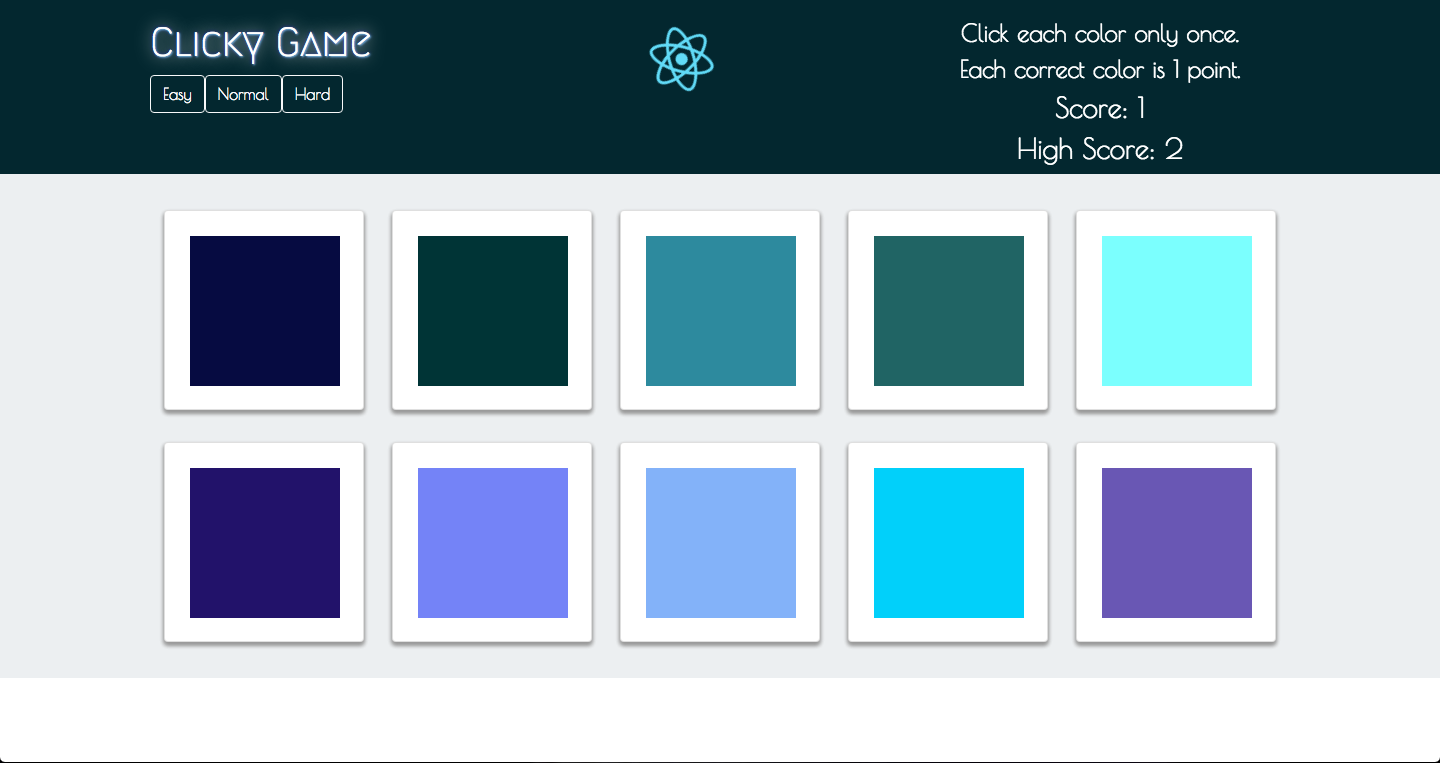 Clicky Game
Easy Normal Hard
Click each color only once.
Each correct color is 1 point.
Score: 1
High Score: 2